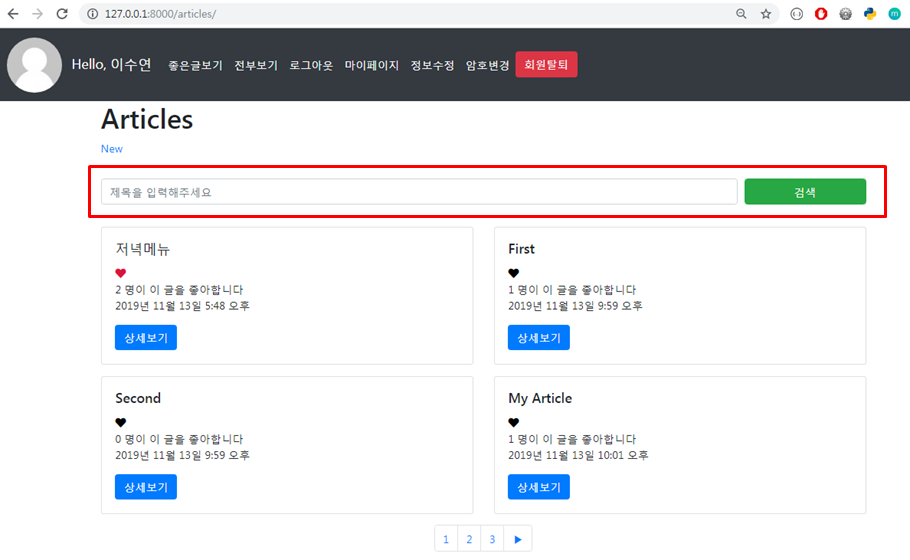 127.0.0.1:8000/articles/
Hello, 이수연 좋은글보기 전부보기 로그아웃 마이페이지 정보수정 암호변경 회원탈퇴
Articles
New
제목을 입력해주세요 검색
저녁메뉴
2 명이 이 글을 좋아합니다
2019년 11월 13일 5:48 오후
상세보기
First
1 명이 이 글을 좋아합니다
2019년 11월 13일 9:59 오후
상세보기
Second
0 명이 이 글을 좋아합니다
2019년 11월 13일 9:59 오후
상세보기
My Article
1 명이 이 글을 좋아합니다
2019년 11월 13일 10:01 오후
상세보기
1 2 3 ▶